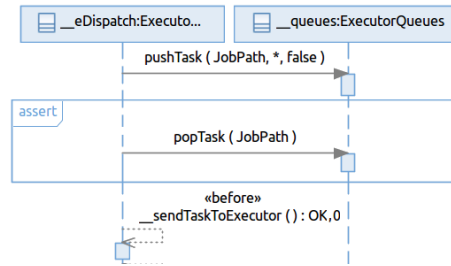 __eDispatch:Executo...
__queues:ExecutorQueues
pushTask ( JobPath, *, false )
assert
popTask ( JobPath )
«before»
__sendTaskToExecutor ( ) : OK,0